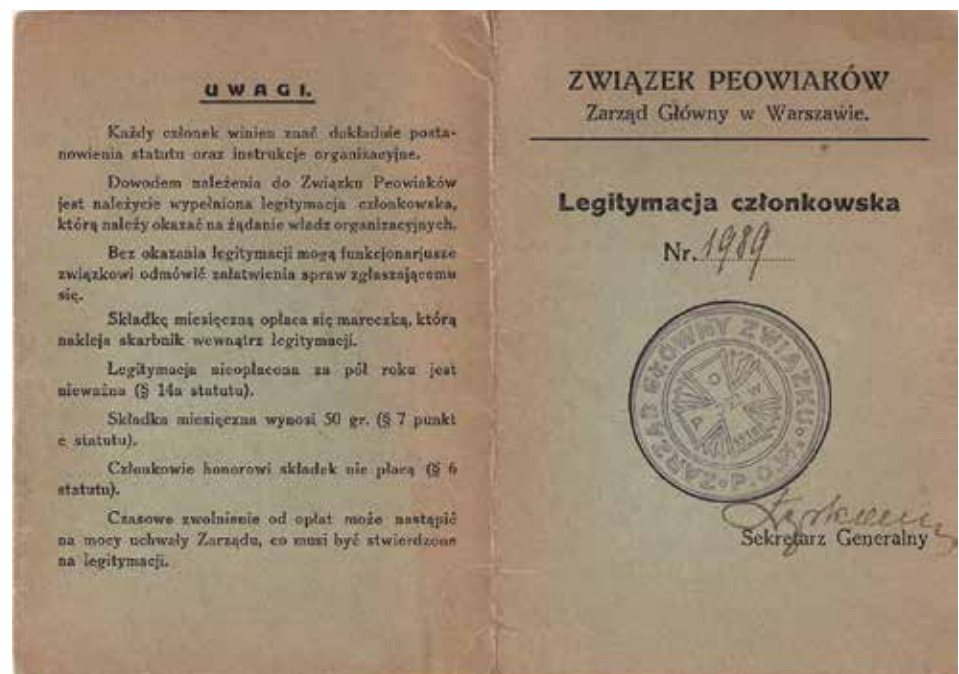 UWAGI.
Każdy członek winien znać dokładnie posta-
nowienia statutu oraz instrukcje organizacyjne.
Dowodem należenia do Związku Peowiaków
jest należycie wypełniona legitymacja członkowska,
którą należy okazać na żądanie władz organizacyjnych.
Bez okazania legitymacji mogą funkcjonarjusze
związkowi odmówić załatwienia spraw zgłaszającemu
się.
Składkę miesięczną opłaca się mareczką, którą
nakleja skarbnik wewnątrz legitymacji.
Legitymacja nieopłacona za pół roku jest
nieważna (§ 14a statutu).
Składka miesięczna wynosi 50 gr. (§ 7 punkt
c statutu).
Członkowie honorowi składek nie płacą (§ 6
statutu).
Czasowe zwolnienie od opłat może nastąpić
na mocy uchwały Zarządu, co musi być stwierdzone
na legitymacji.
ZWIĄZEK PEOWIAKÓW
Zarząd Główny w Warszawie.
Legitymacja członkowska
Nr. 1989
ZARZĄD GŁÓWNY ZWIĄZKU
P.O.W.
Sekretarz Generalny